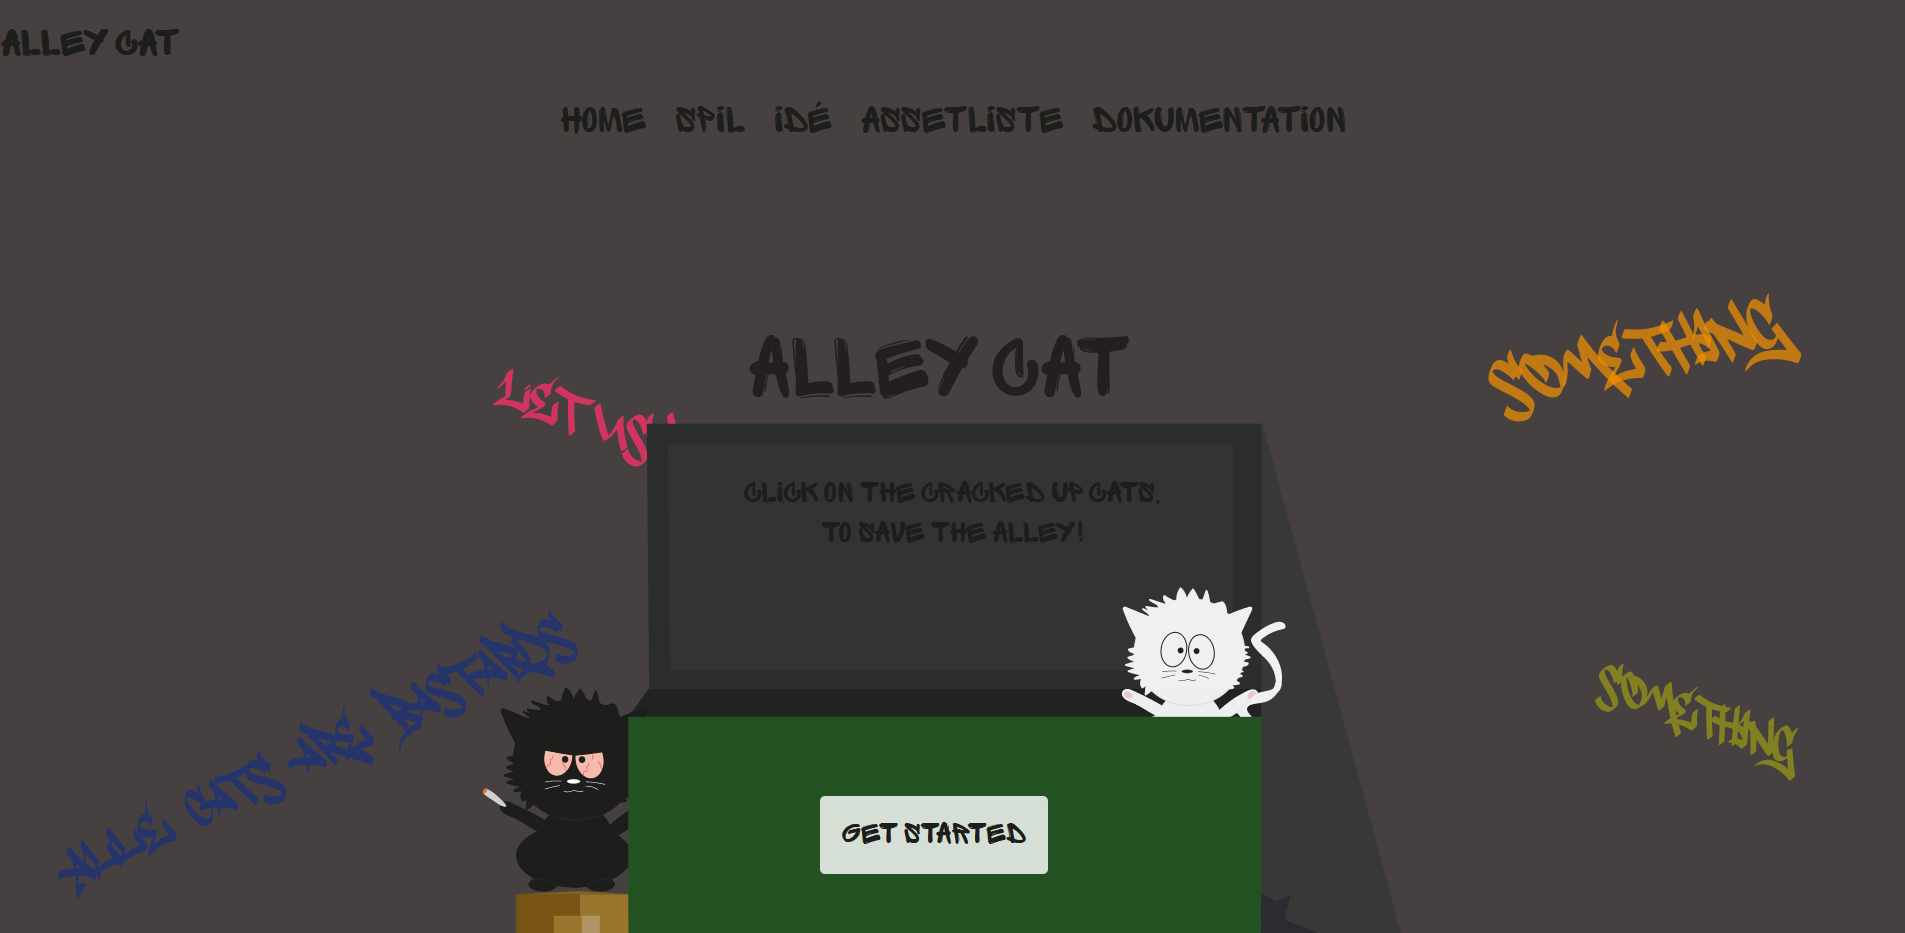 ALLEY CAT
HOME SPIL IDÉ ASSETLISTE DOKUMENTATION
ALLEY CAT
SOMETHING
LET
CLICK ON THE CRACKED UP CATS,
TO SAVE THE ALLEY!
ALLE CATS ARE BASTARDS
SOMETHING
GET STARTED